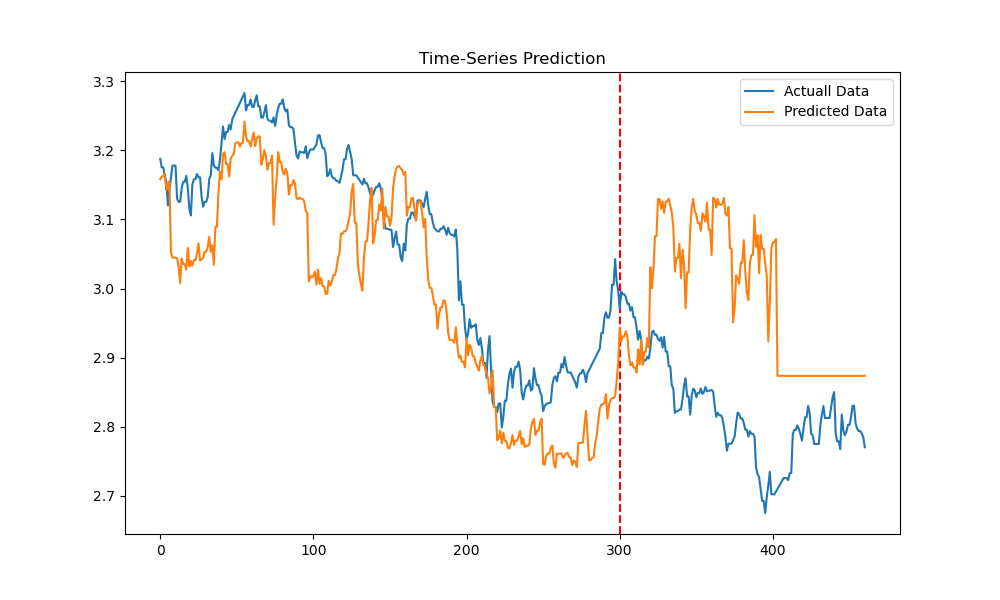 Time-Series Prediction
Actuall Data
Predicted Data
3.3
3.2
3.1
3.0
2.9
2.8
2.7
0 100 200 300 400